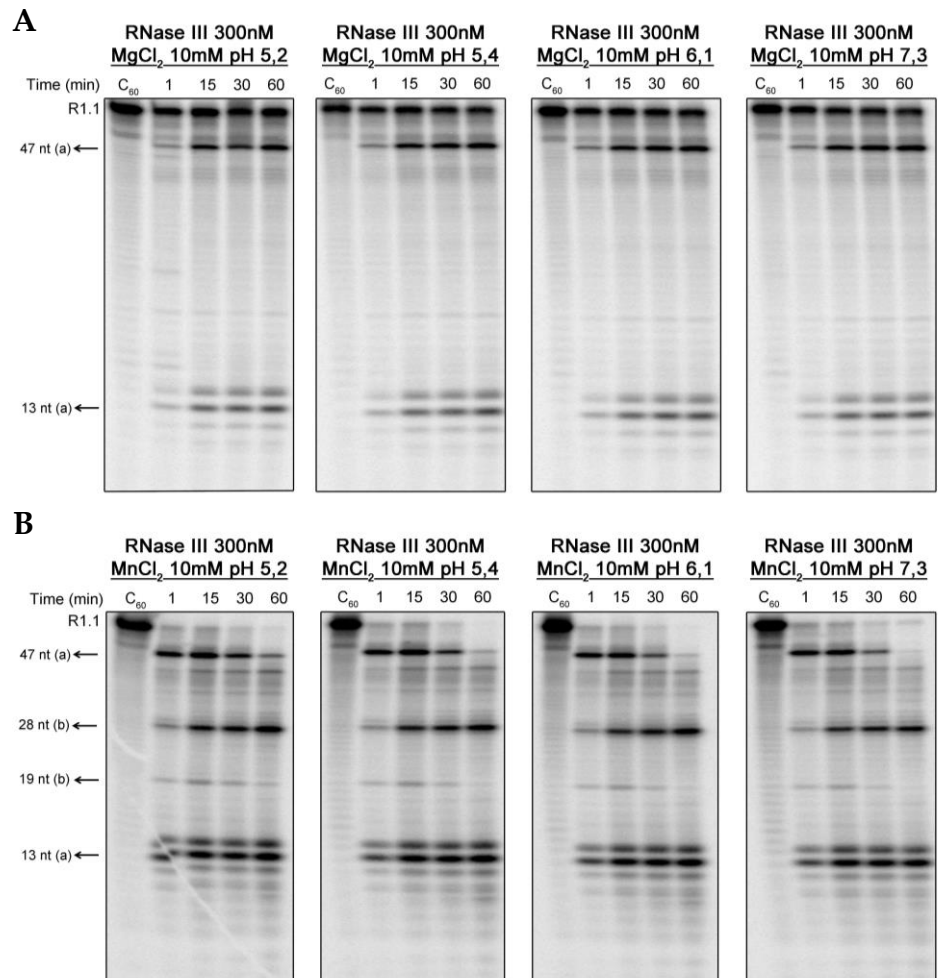 A
RNase III 300nM
MgCl₂ 10mM pH 5,2
RNase III 300nM
MgCl₂ 10mM pH 5,4
RNase III 300nM
MgCl₂ 10mM pH 6,1
RNase III 300nM
MgCl₂ 10mM pH 7,3
Time (min) C₆₀ 1 15 30 60 C₆₀ 1 15 30 60 C₆₀ 1 15 30 60 C₆₀ 1 15 30 60
R1.1
47 nt (a)
13 nt (a)
B
RNase III 300nM
MnCl₂ 10mM pH 5,2
RNase III 300nM
MnCl₂ 10mM pH 5,4
RNase III 300nM
MnCl₂ 10mM pH 6,1
RNase III 300nM
MnCl₂ 10mM pH 7,3
Time (min) C₆₀ 1 15 30 60 C₆₀ 1 15 30 60 C₆₀ 1 15 30 60 C₆₀ 1 15 30 60
R1.1
47 nt (a)
28 nt (b)
19 nt (b)
13 nt (a)